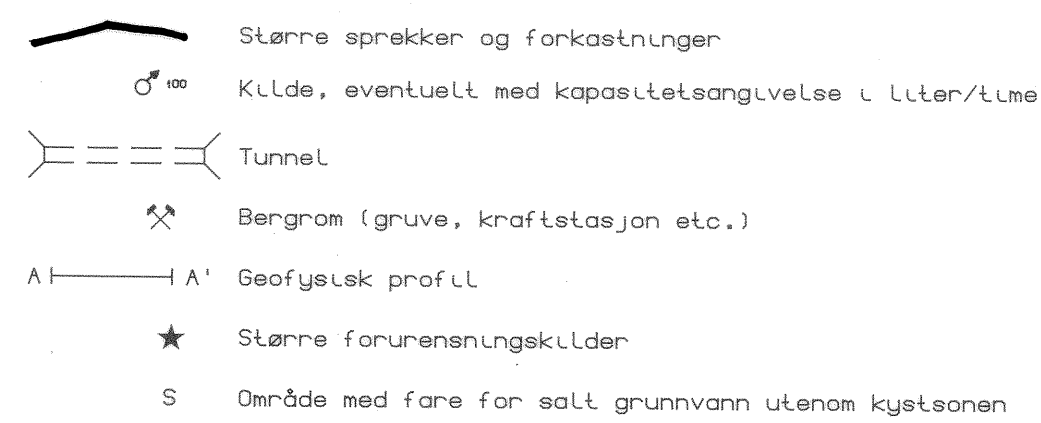 Større sprekker og forkastninger
100 Kilde, eventuelt med kapasitetsangivelse i liter/time
Tunnel
Bergrom (gruve, kraftstasjon etc.)
A A' Geofysisk profil
Større forurensningskilder
S Område med fare for salt grunnvann utenom kystsonen